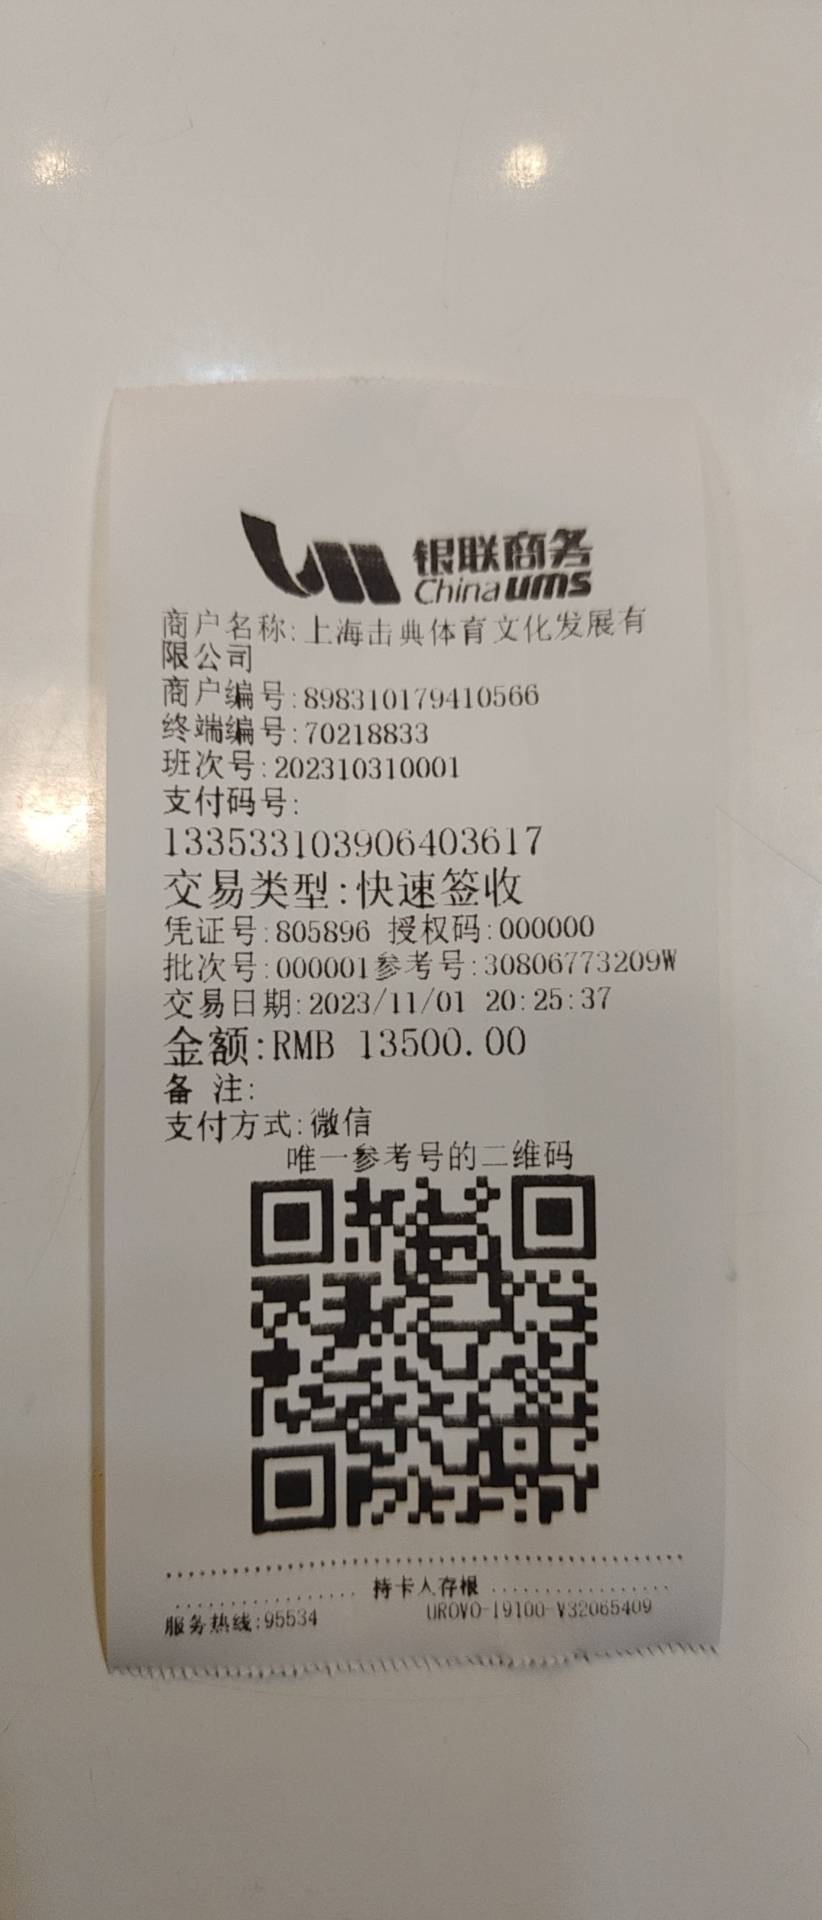 银联商务
Chinaums
商户名称:上海击典体育文化发展有
限公司
商户编号:898310179410566
终端编号:70218833
班次号:202310310001
支付码号:
133533103906403617
交易类型:快速签收
凭证号:805896 授权码:000000
批次号:000001参考号:30806773209W
交易日期:2023/11/01 20:25:37
金额:RMB 13500.00
备 注:
支付方式:微信
唯一参考号的二维码
持卡人存根
服务热线:95534 UROVO-I9100-V32065409